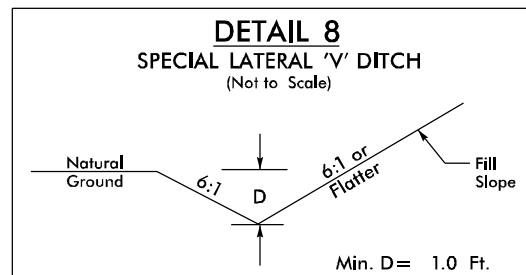 DETAIL 8
SPECIAL LATERAL 'V' DITCH
(Not to Scale)
Natural
Ground
6:1
D
6:1 or
Flatter
Fill
Slope
Min. D= 1.0 Ft.